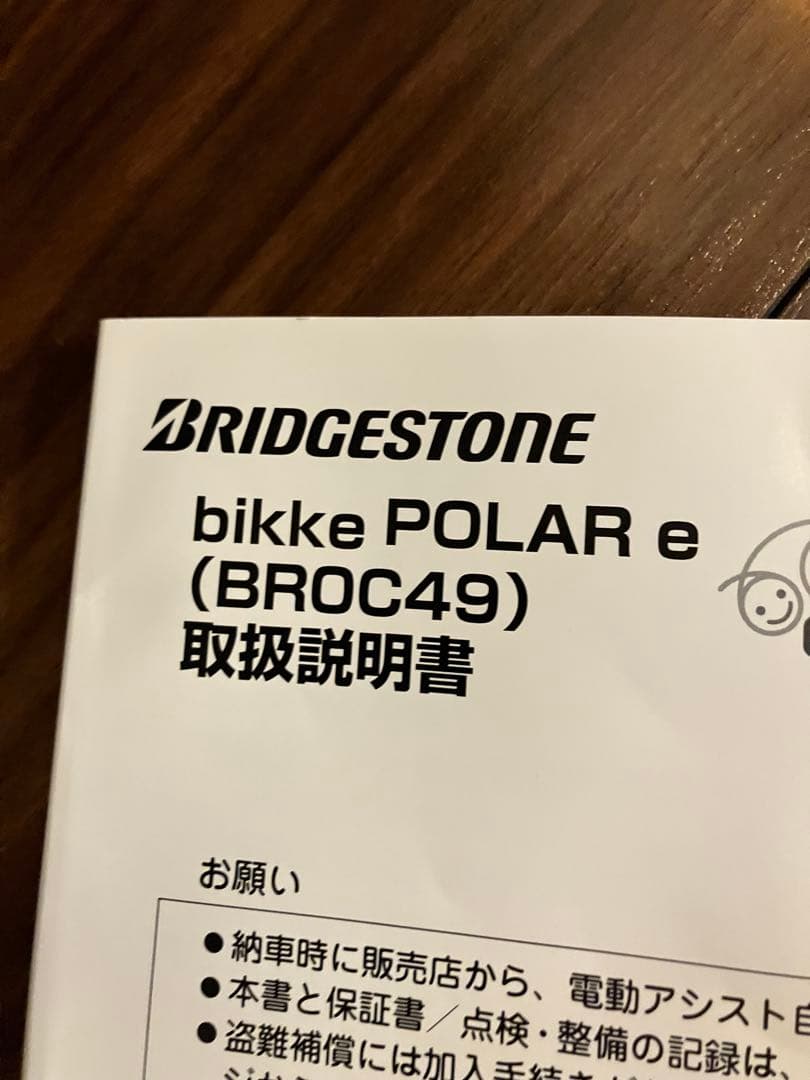 BRIDGESTONE
bikke POLAR e
(BR0C49)
取扱説明書
お願い
●納車時に販売店から、電動アシスト自
●本書と保証書／点検・整備の記録は、
●盗難補償には加入手続き